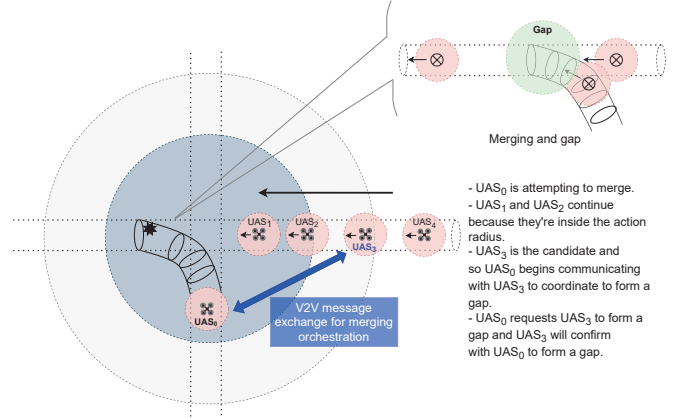 Gap
Merging and gap
UAS1
UAS2
UAS3
UAS4
UAS0
V2V message
exchange for merging
orchestration
- UAS0 is attempting to merge.
- UAS1 and UAS2 continue
because they're inside the action
radius.
- UAS3 is the candidate and
so UAS0 begins communicating
with UAS3 to coordinate to form a
gap.
- UAS0 requests UAS3 to form a
gap and UAS3 will confirm
with UAS0 to form a gap.